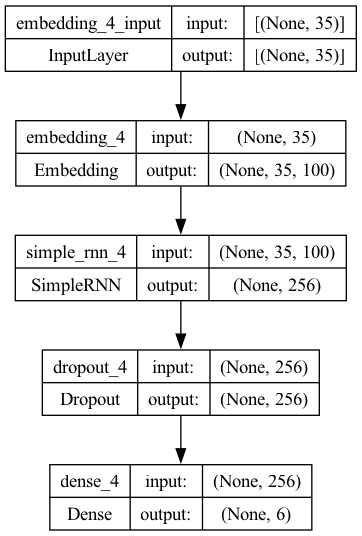 embedding_4_input input: [(None, 35)]
InputLayer output: [(None, 35)]
embedding_4 input: (None, 35)
Embedding output: (None, 35, 100)
simple_rnn_4 input: (None, 35, 100)
SimpleRNN output: (None, 256)
dropout_4 input: (None, 256)
Dropout output: (None, 256)
dense_4 input: (None, 256)
Dense output: (None, 6)